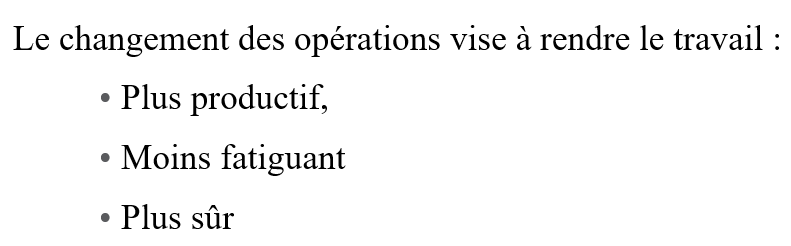 Le changement des opérations vise à rendre le travail :
• Plus productif,
• Moins fatiguant
• Plus sûr